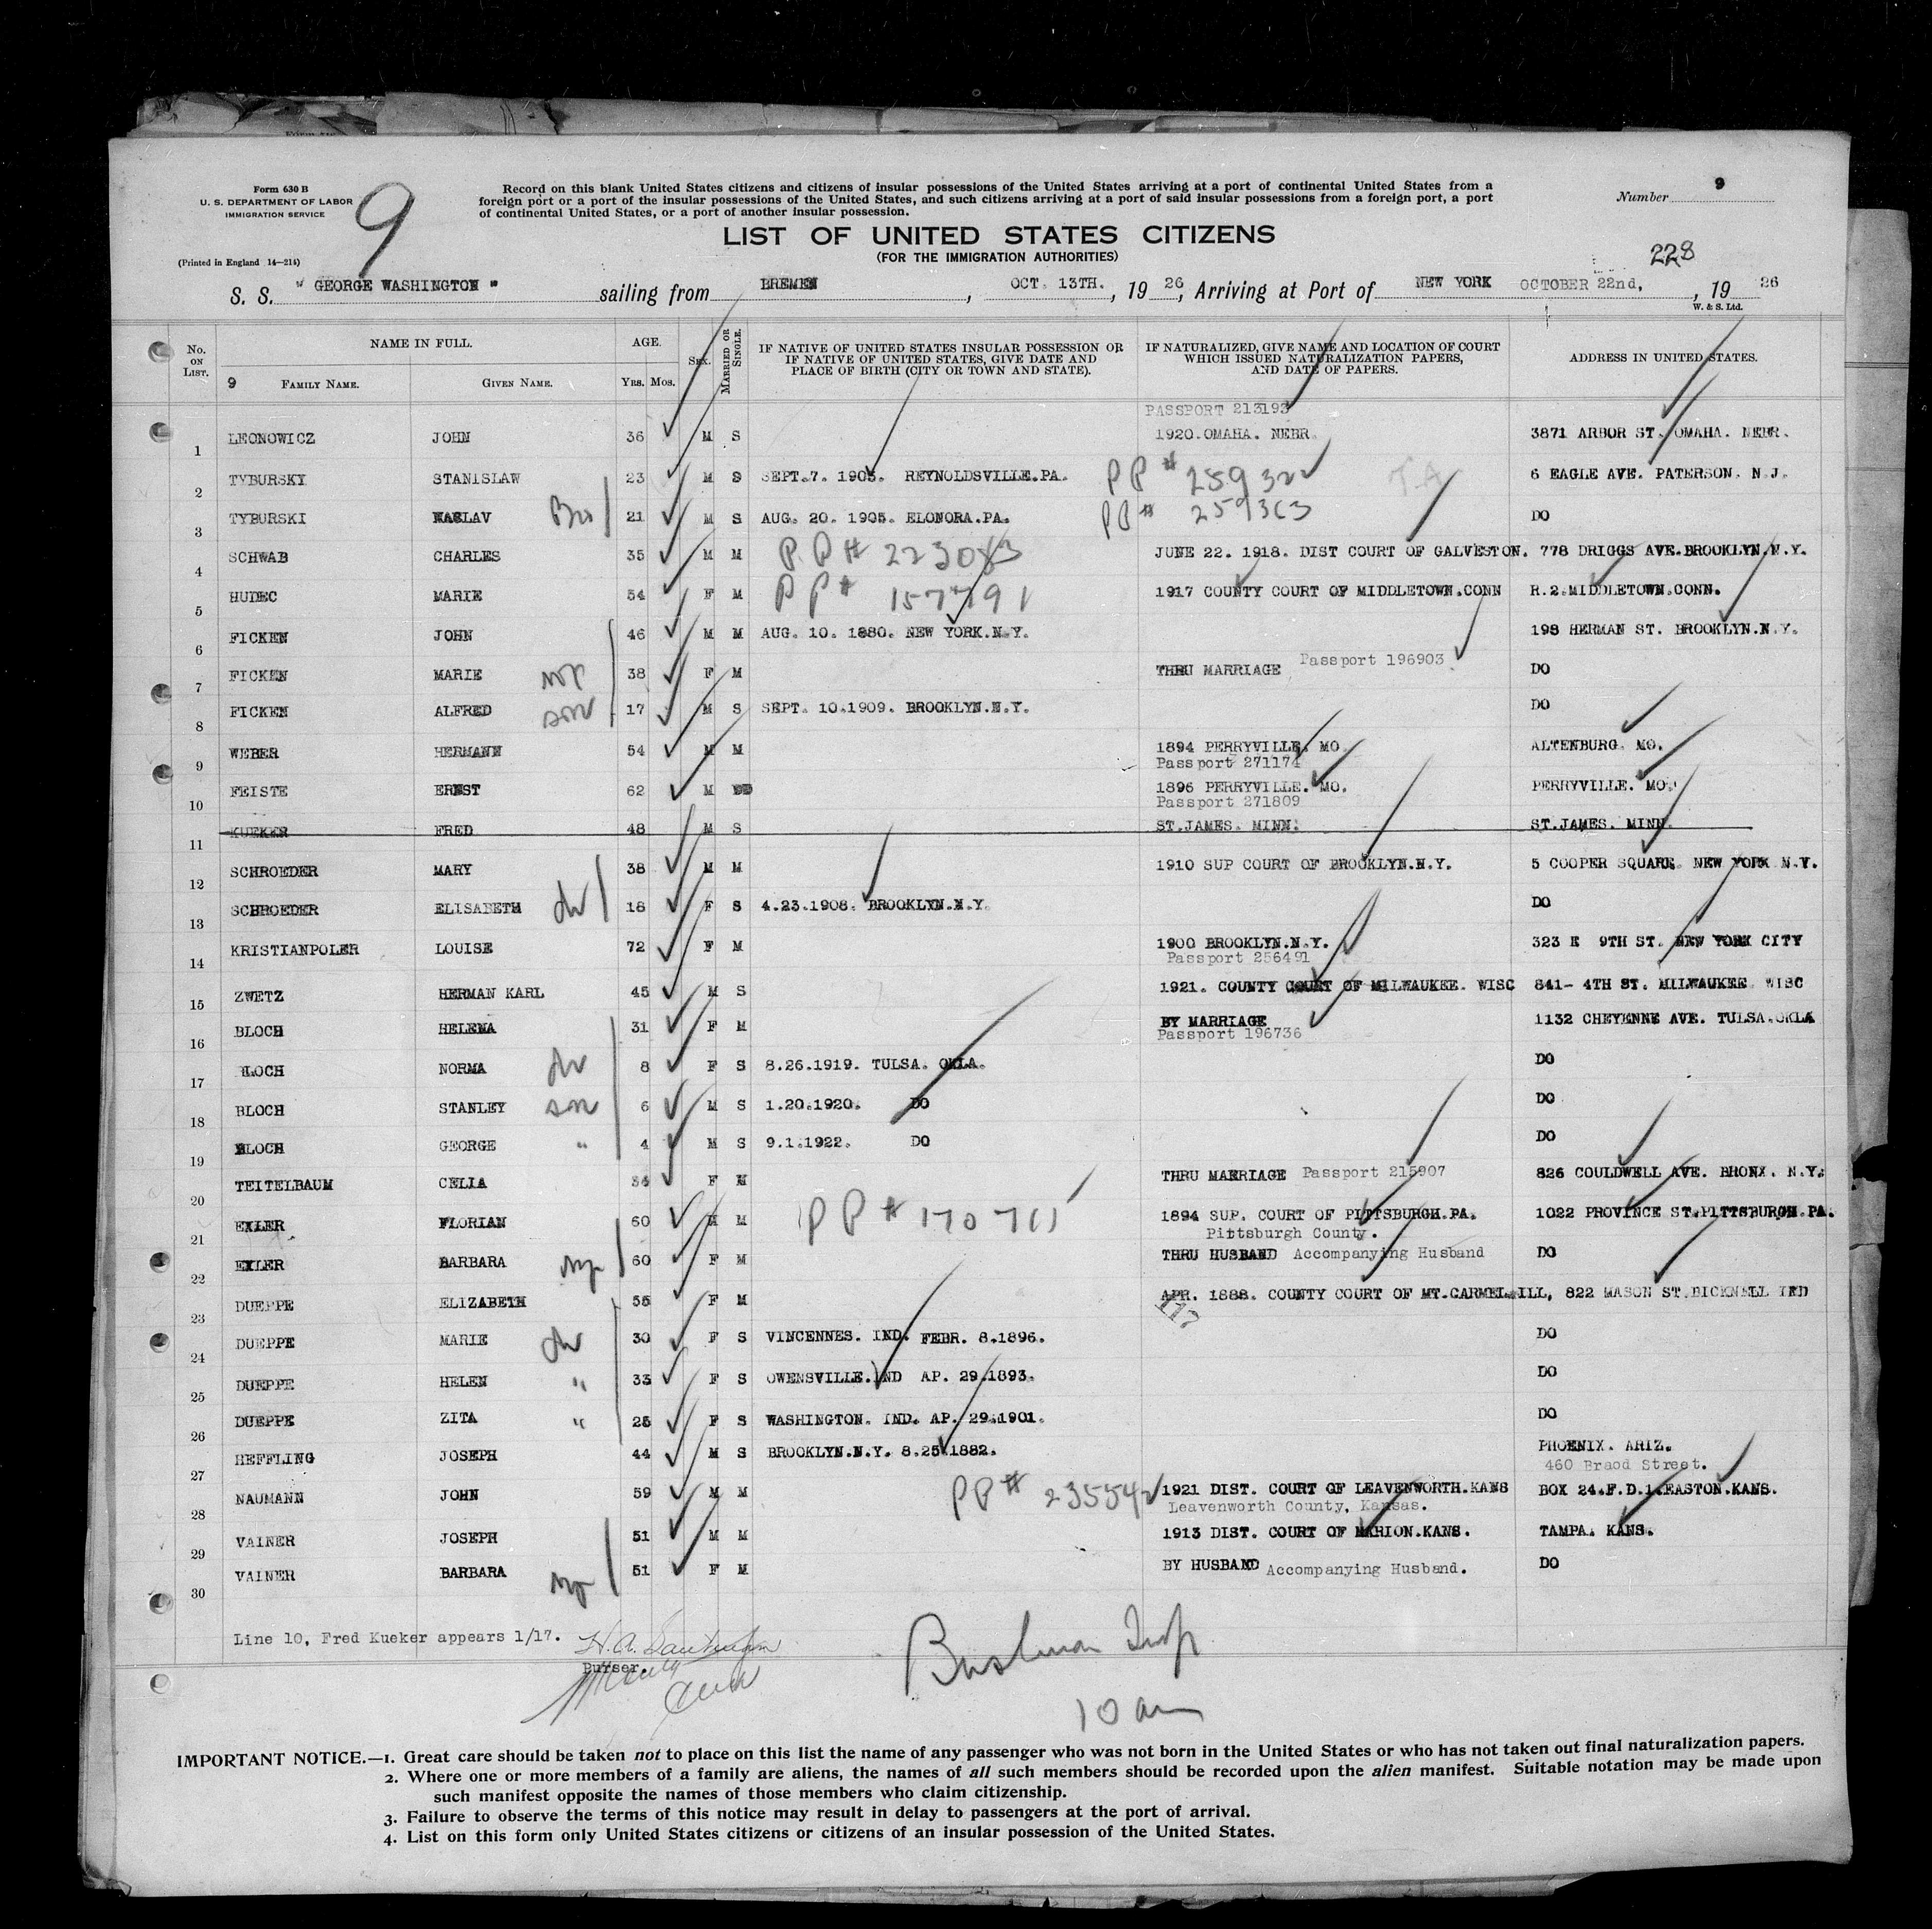 Form 630 B
U. S. DEPARTMENT OF LABOR
IMMIGRATION SERVICE
(Printed in England 14—214)
9
Record on this blank United States citizens and citizens of insular possessions of the United States arriving at a port of continental United States from a
foreign port or a port of the insular possessions of the United States, and such citizens arriving at a port of said insular possessions from a foreign port, a port
of continental United States, or a port of another insular possession.
Number 9
LIST OF UNITED STATES CITIZENS
(FOR THE IMMIGRATION AUTHORITIES)
228
S. S. " GEORGE WASHINGTON " sailing from BREMEN, OCT. 13TH., 1926, Arriving at Port of NEW YORK OCTOBER 22nd, , 19 26
W. & S. Ltd.
No. ON LIST. NAME IN FULL. AGE. SEX. MARRIED OR SINGLE. IF NATIVE OF UNITED STATES INSULAR POSSESSION OR IF NATIVE OF UNITED STATES, GIVE DATE AND PLACE OF BIRTH (CITY OR TOWN AND STATE). IF NATURALIZED, GIVE NAME AND LOCATION OF COURT WHICH ISSUED NATURALIZATION PAPERS, AND DATE OF PAPERS. ADDRESS IN UNITED STATES.
9 FAMILY NAME. GIVEN NAME. YRS. MOS.
PASSPORT 213193
1 LEONOWICZ JOHN 36 M S 1920.OMAHA. NEBR. 3871 ARBOR ST. OMAHA. NEBR.
2 TYBURSKY STANISLAW 23 M S SEPT.7. 1903. REYNOLDSVILLE.PA. PP # 259322 6 EAGLE AVE. PATERSON. N.J.
3 TYBURSKI WASLAV Bro 21 M S AUG. 20. 1905. ELONORA.PA. PP# 259363 DO
4 SCHWAB CHARLES 35 M M P.P # 223083 JUNE 22. 1918. DIST COURT OF GALVESTON. 778 DRIGGS AVE.BROOKLYN.N.Y.
5 HUDEC MARIE 54 F M PP # 157791 1917 COUNTY COURT OF MIDDLETOWN.CONN R.2.MIDDLETOWN.CONN.
6 FICKEN JOHN 46 M M AUG. 10. 1880. NEW YORK.N.Y. 198 HERMAN ST. BROOKLYN.N.Y.
7 FICKEN MARIE 38 F M THRU MARRIAGE Passport 196903 DO
8 FICKEN ALFRED son 17 M S SEPT. 10.1909. BROOKLYN.N.Y. DO
9 WEBER HERMANN 54 M M 1894 PERRYVILLE. MO. ALTENBURG. MO.
Passport 271174
10 FEISTE ERNST 62 M 1896 PERRYVILLE. MO. PERRYVILLE. MO.
Passport 271809
11 KUEKER FRED 48 M S ST.JAMES. MINN. ST.JAMES. MINN.
12 SCHROEDER MARY 38 M M 1910 SUP COURT OF BROOKLYN.N.Y. 5 COOPER SQUARE. NEW YORK N.Y.
13 SCHROEDER ELISABETH 18 F S 4.23.1908. BROOKLYN.N.Y. DO
14 KRISTIANPOLER LOUISE 72 F M 1900 BROOKLYN.N.Y. 323 E 9TH ST. NEW YORK CITY
Passport 256491
15 ZWETZ HERMAN KARL 45 M S 1921. COUNTY COURT OF MILWAUKEE. WISC 841- 4TH ST. MILWAUKEE. WISC
16 BLOCH HELENA 31 F M BY MARRIAGE 1132 CHEYENNE AVE. TULSA.OKLA
Passport 196736
17 BLOCH NORMA 8 F S 8.26.1919. TULSA. OKLA. DO
18 BLOCH STANLEY son 6 M S 1.20.1920. DO DO
19 BLOCH GEORGE " 4 M S 9.1.1922. DO DO
20 TEITELBAUM CELIA 34 F M THRU MARRIAGE Passport 215907 826 COULDWELL AVE. BRONX. N.Y.
21 EXLER FLORIAN 60 M M PP # 170711 1894 SUP. COURT OF PITTSBURGH.PA. 1022 PROVINCE ST.PITTSBURGH.PA.
Pittsburgh County.
22 EXLER BARBARA 60 F M THRU HUSBAND Accompanying Husband DO
23 DUEPPE ELIZABETH 55 F M APR. 1888. COUNTY COURT OF MT.CARMEL.ILL, 822 MASON ST.BICKNELL IND
117
24 DUEPPE MARIE 30 F S VINCENNES. IND. FEBR. 8.1896. DO
25 DUEPPE HELEN " 33 F S OWENSVILLE.IND AP. 29.1893. DO
26 DUEPPE ZITA " 25 F S WASHINGTON. IND. AP. 29.1901. DO
27 HEFFLING JOSEPH 44 M S BROOKLYN.N.Y. 8.25.1882. PHOENIX. ARIZ.
460 Braod Street.
28 NAUMANN JOHN 59 M M PP # 235542 1921 DIST. COURT OF LEAVENWORTH.KANS BOX 24.F.D.1.EASTON.KANS.
Leavenworth County, Kansas.
29 VAINER JOSEPH 51 M M 1913 DIST. COURT OF MARION.KANS. TAMPA. KANS.
30 VAINER BARBARA 51 F M BY HUSBAND Accompanying Husband. DO
Line 10, Fred Kueker appears 1/17.
Purser.
10 am
IMPORTANT NOTICE.—1. Great care should be taken not to place on this list the name of any passenger who was not born in the United States or who has not taken out final naturalization papers.
2. Where one or more members of a family are aliens, the names of all such members should be recorded upon the alien manifest. Suitable notation may be made upon
such manifest opposite the names of those members who claim citizenship.
3. Failure to observe the terms of this notice may result in delay to passengers at the port of arrival.
4. List on this form only United States citizens or citizens of an insular possession of the United States.